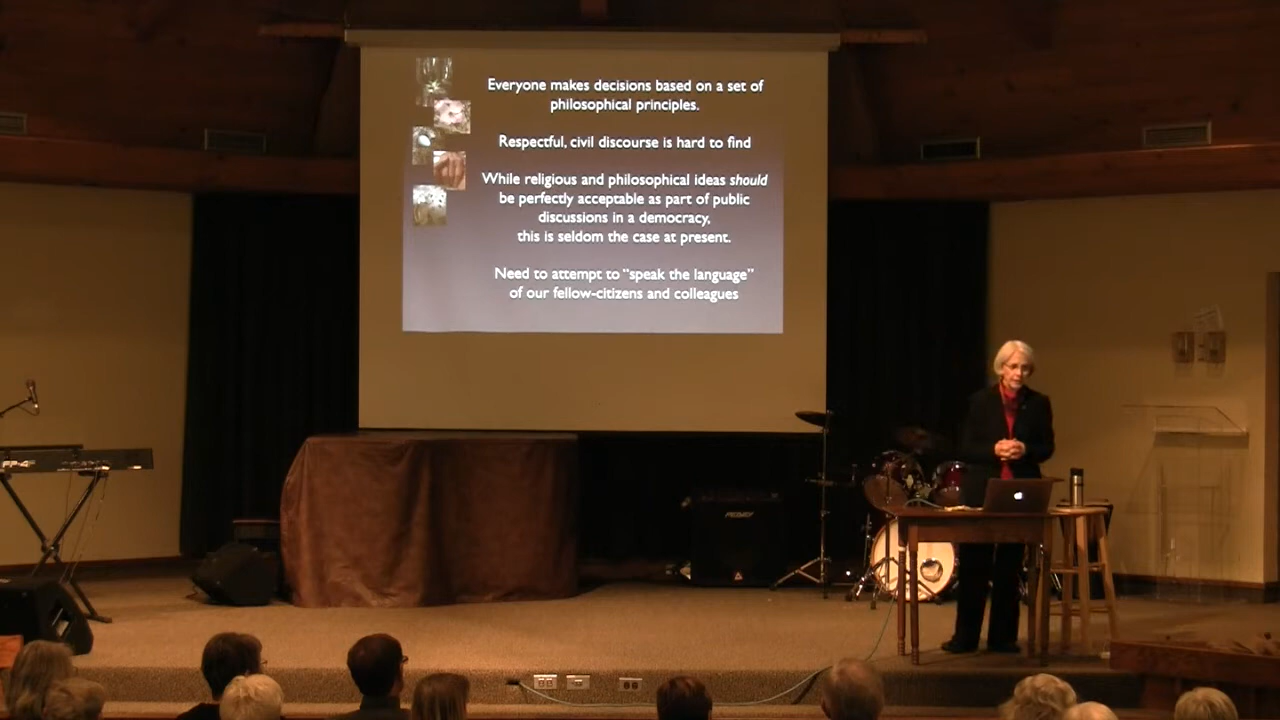 Everyone makes decisions based on a set of
philosophical principles.
Respectful, civil discourse is hard to find
While religious and philosophical ideas should
be perfectly acceptable as part of public
discussions in a democracy,
this is seldom the case at present.
Need to attempt to “speak the language”
of our fellow-citizens and colleagues